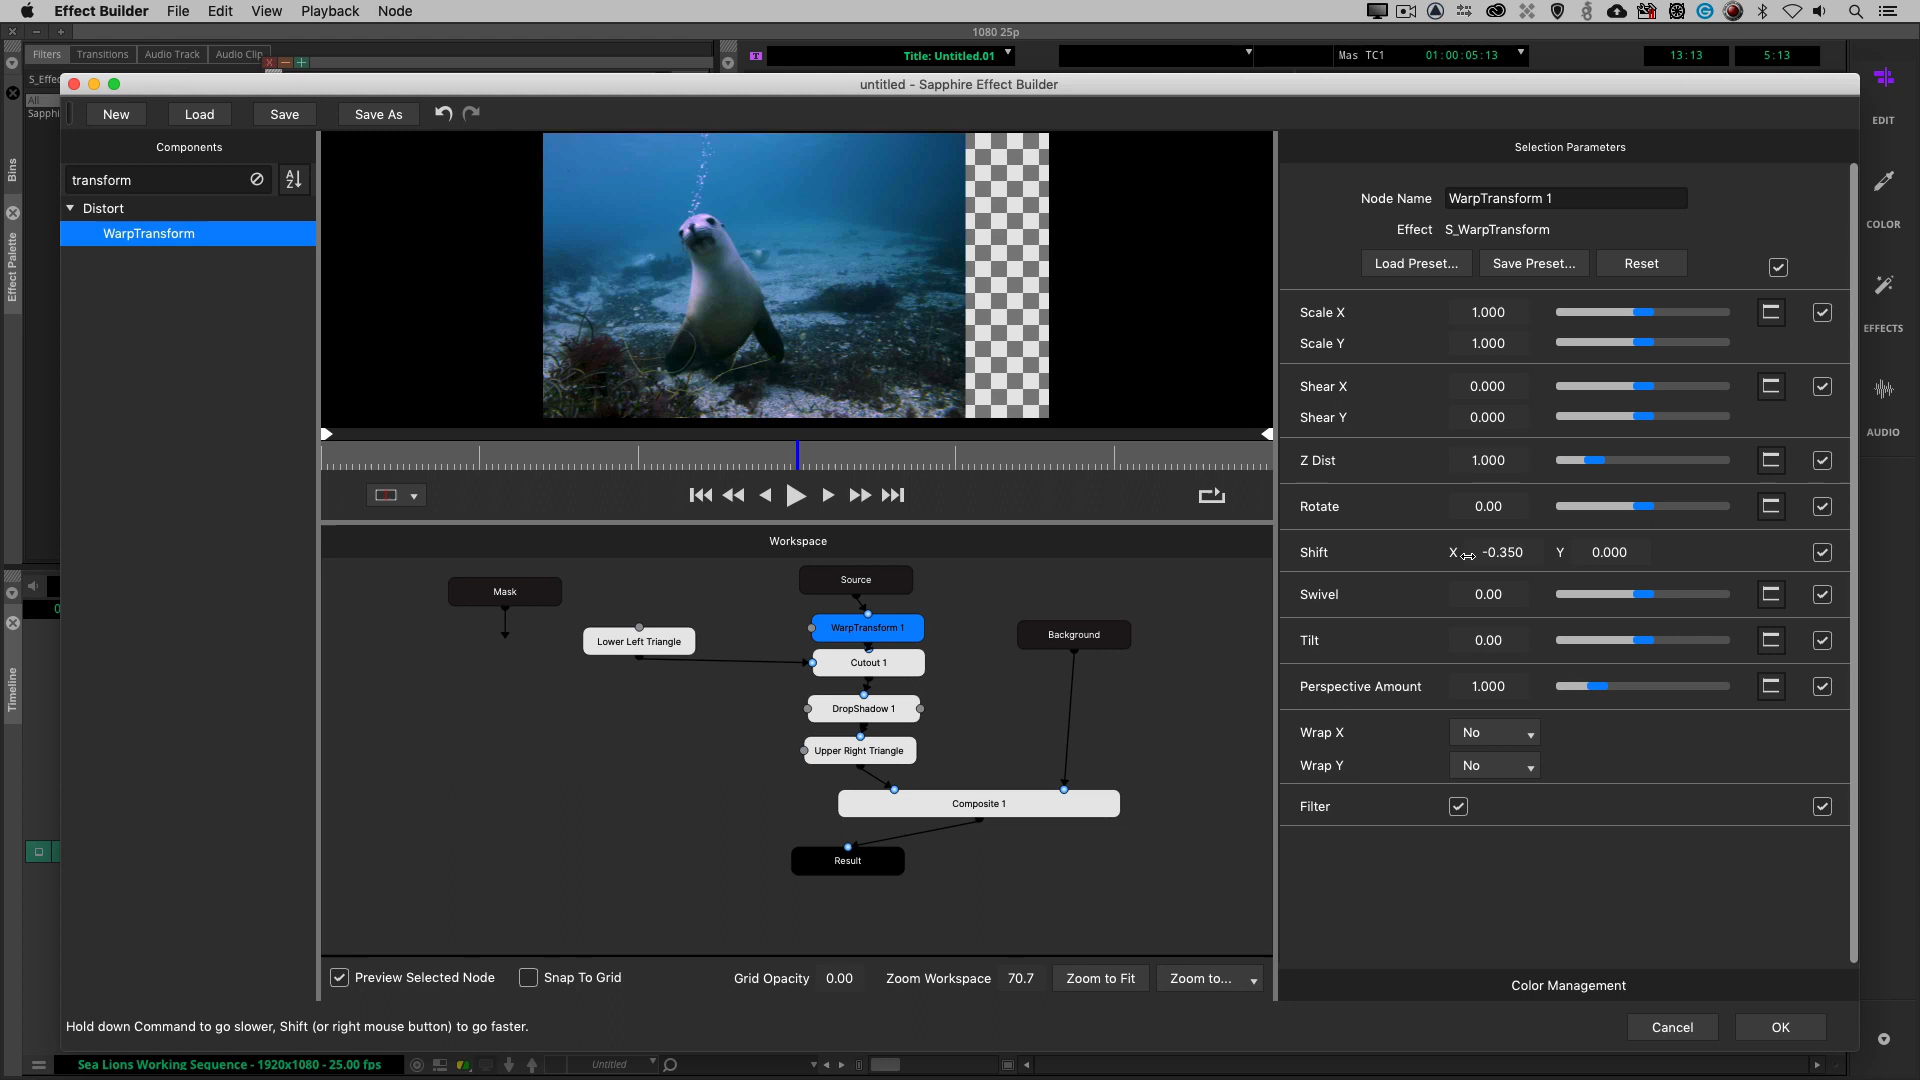 Effect Builder File Edit View Playback Node
1080 25p
Filters Transitions Audio Track Audio Clip
Title: Untitled.01 Mas TC1 01:00:05:13 13:13 5:13
S_Effec
All
Sapphi
untitled - Sapphire Effect Builder
New Load Save Save As
Components
transform
Distort
WarpTransform
Bins
Effect Palette
Timeline
Workspace
Mask
Source
Lower Left Triangle
WarpTransform 1
Background
Cutout 1
DropShadow 1
Upper Right Triangle
Composite 1
Result
Preview Selected Node Snap To Grid Grid Opacity 0.00 Zoom Workspace 70.7 Zoom to Fit Zoom to...
Selection Parameters
Node Name WarpTransform 1
Effect S_WarpTransform
Load Preset... Save Preset... Reset
Scale X 1.000
Scale Y 1.000
Shear X 0.000
Shear Y 0.000
Z Dist 1.000
Rotate 0.00
Shift X -0.350 Y 0.000
Swivel 0.00
Tilt 0.00
Perspective Amount 1.000
Wrap X No
Wrap Y No
Filter
Color Management
Hold down Command to go slower, Shift (or right mouse button) to go faster.
Cancel OK
EDIT
COLOR
EFFECTS
AUDIO
Sea Lions Working Sequence - 1920x1080 - 25.00 fps Untitled